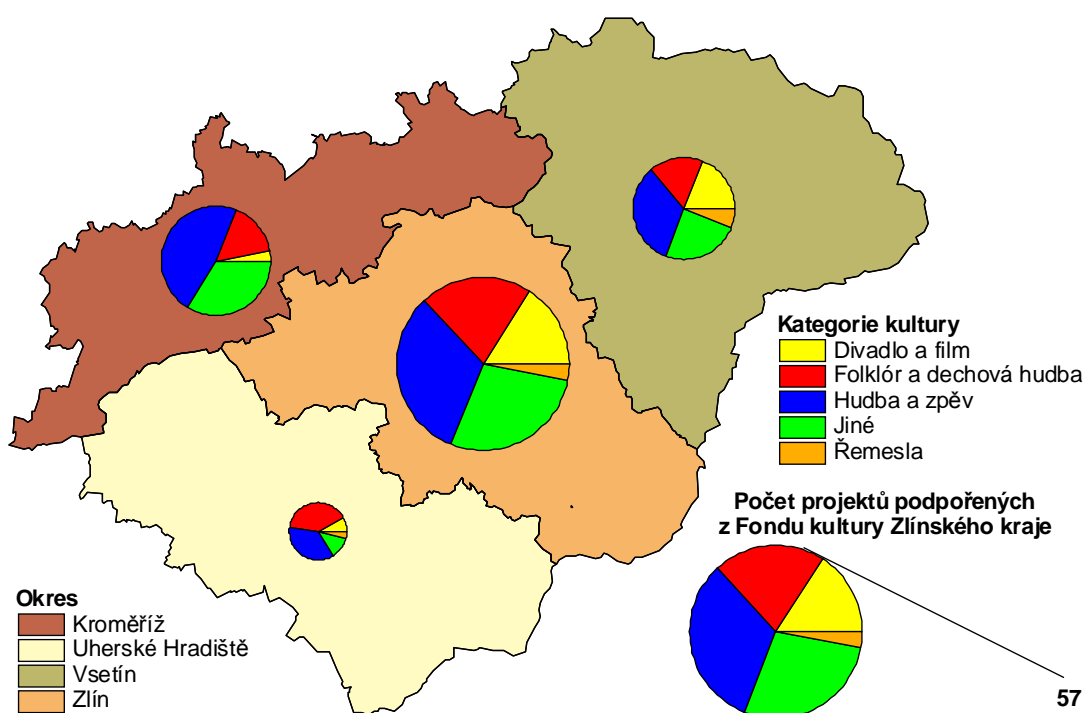 Kategorie kultury
Divadlo a film
Folklór a dechová hudba
Hudba a zpěv
Jiné
Řemesla
Počet projektů podpořených
z Fondu kultury Zlínského kraje
57
Okres
Kroměříž
Uherské Hradiště
Vsetín
Zlín